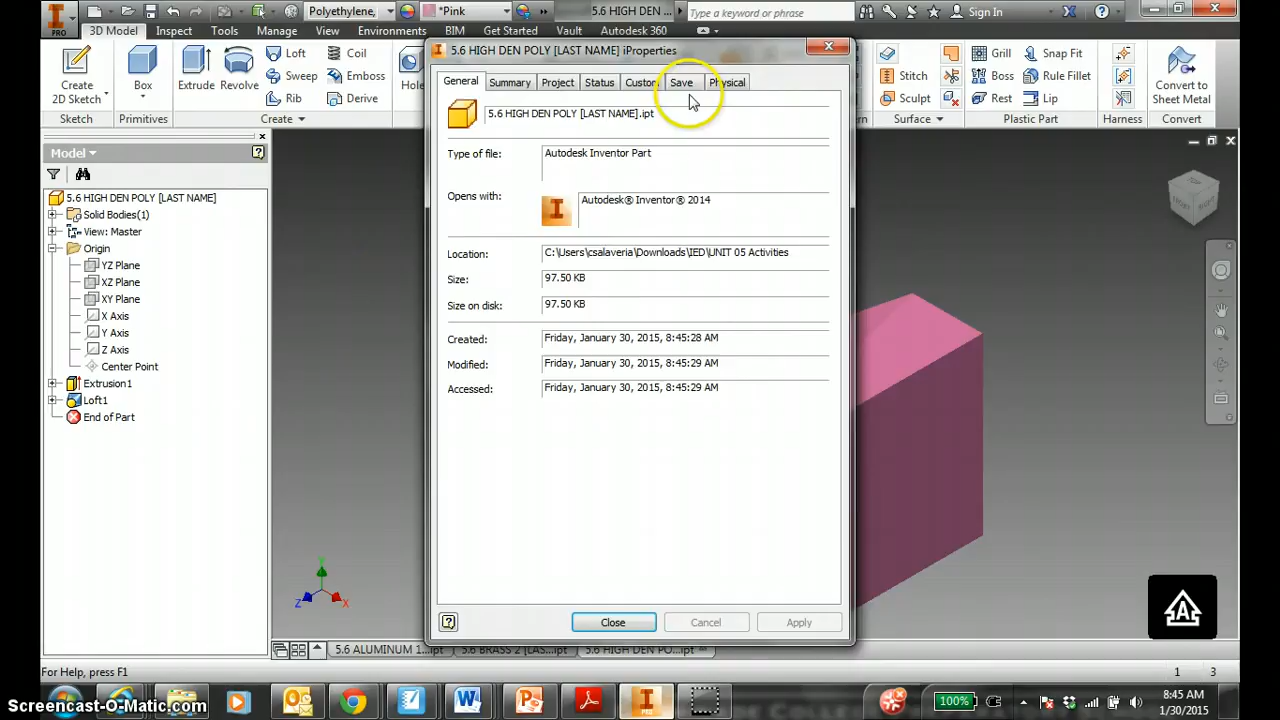 Polyethylene,
*Pink
5.6 HIGH DEN ...
Type a keyword or phrase
Sign In
PRO
3D Model
Inspect
Tools
Manage
View
Environments
BIM
Get Started
Vault
Autodesk 360
Create
2D Sketch
Box
Extrude
Revolve
Loft
Sweep
Rib
Coil
Emboss
Derive
Hole
Stitch
Sculpt
Grill
Boss
Rest
Snap Fit
Rule Fillet
Lip
Convert to
Sheet Metal
Sketch
Primitives
Create
Surface
Plastic Part
Harness
Convert
Model
5.6 HIGH DEN POLY [LAST NAME]
Solid Bodies(1)
View: Master
Origin
YZ Plane
XZ Plane
XY Plane
X Axis
Y Axis
Z Axis
Center Point
Extrusion1
Loft1
End of Part
5.6 HIGH DEN POLY [LAST NAME] iProperties
General
Summary
Project
Status
Custom
Save
Physical
5.6 HIGH DEN POLY [LAST NAME].ipt
Type of file:
Autodesk Inventor Part
Opens with:
Autodesk® Inventor® 2014
Location:
C:\Users\csalaveria\Downloads\IED\UNIT 05 Activities
Size:
97.50 KB
Size on disk:
97.50 KB
Created:
Friday, January 30, 2015, 8:45:28 AM
Modified:
Friday, January 30, 2015, 8:45:29 AM
Accessed:
Friday, January 30, 2015, 8:45:29 AM
Close
Cancel
Apply
Y
Z
X
5.6 ALUMINUM 1....ipt
5.6 BRASS 2 [LAS...ipt
5.6 HIGH DEN PO...ipt
For Help, press F1
1
3
100%
8:45 AM
1/30/2015
Screencast-O-Matic.com